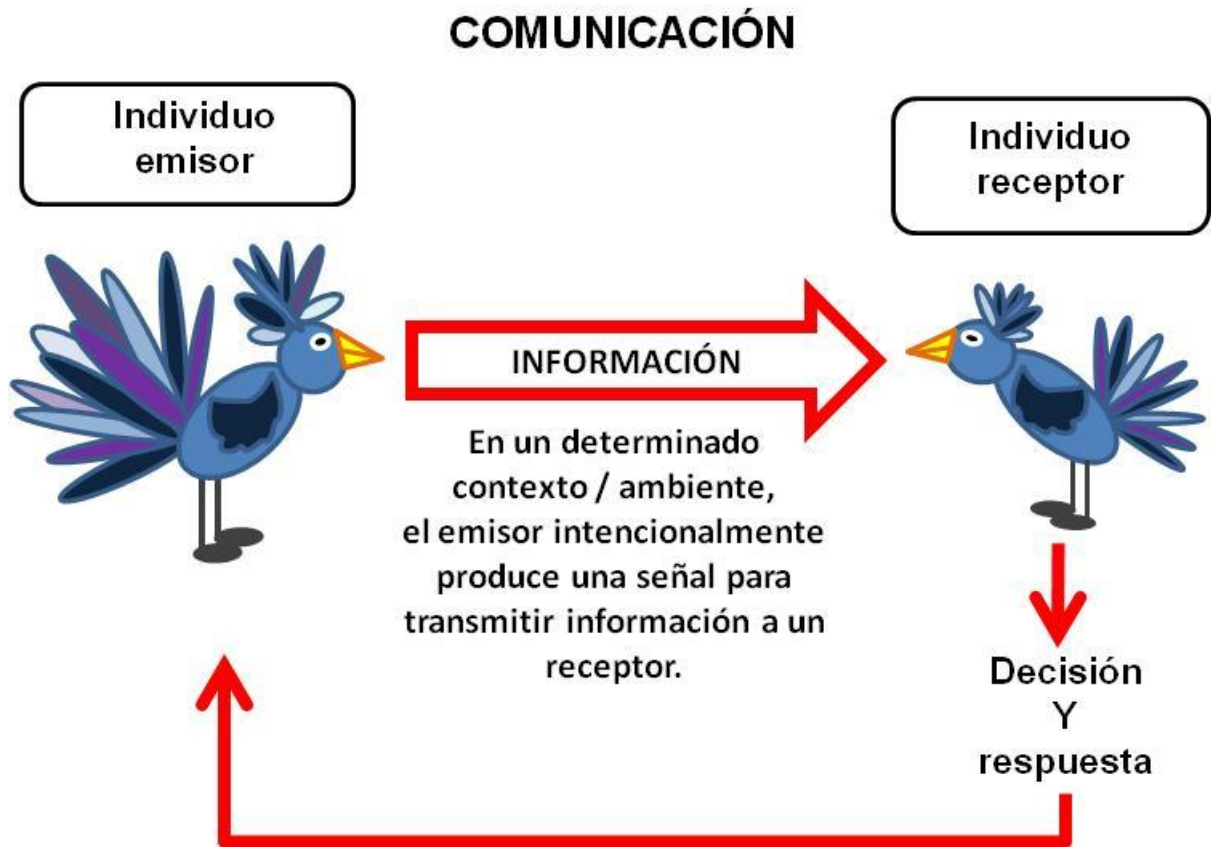 COMUNICACIÓN
Individuo
emisor
Individuo
receptor
INFORMACIÓN
En un determinado
contexto / ambiente,
el emisor intencionalmente
produce una señal para
transmitir información a un
receptor.
Decisión
Y
respuesta